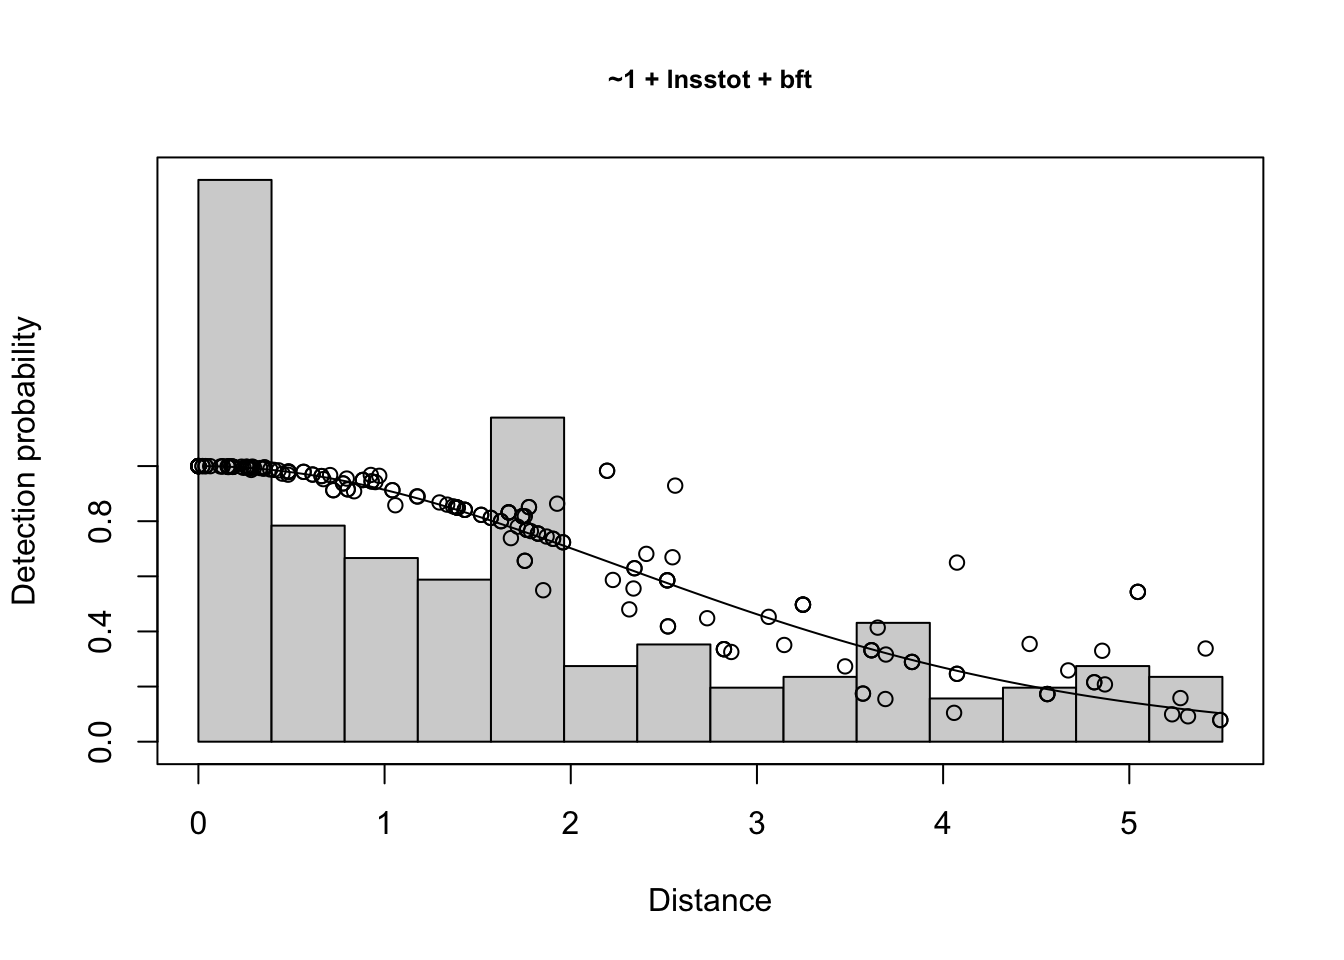 ~1 + lnsstot + bft
Detection probability
0.8
0.4
0.0
0 1 2 3 4 5
Distance